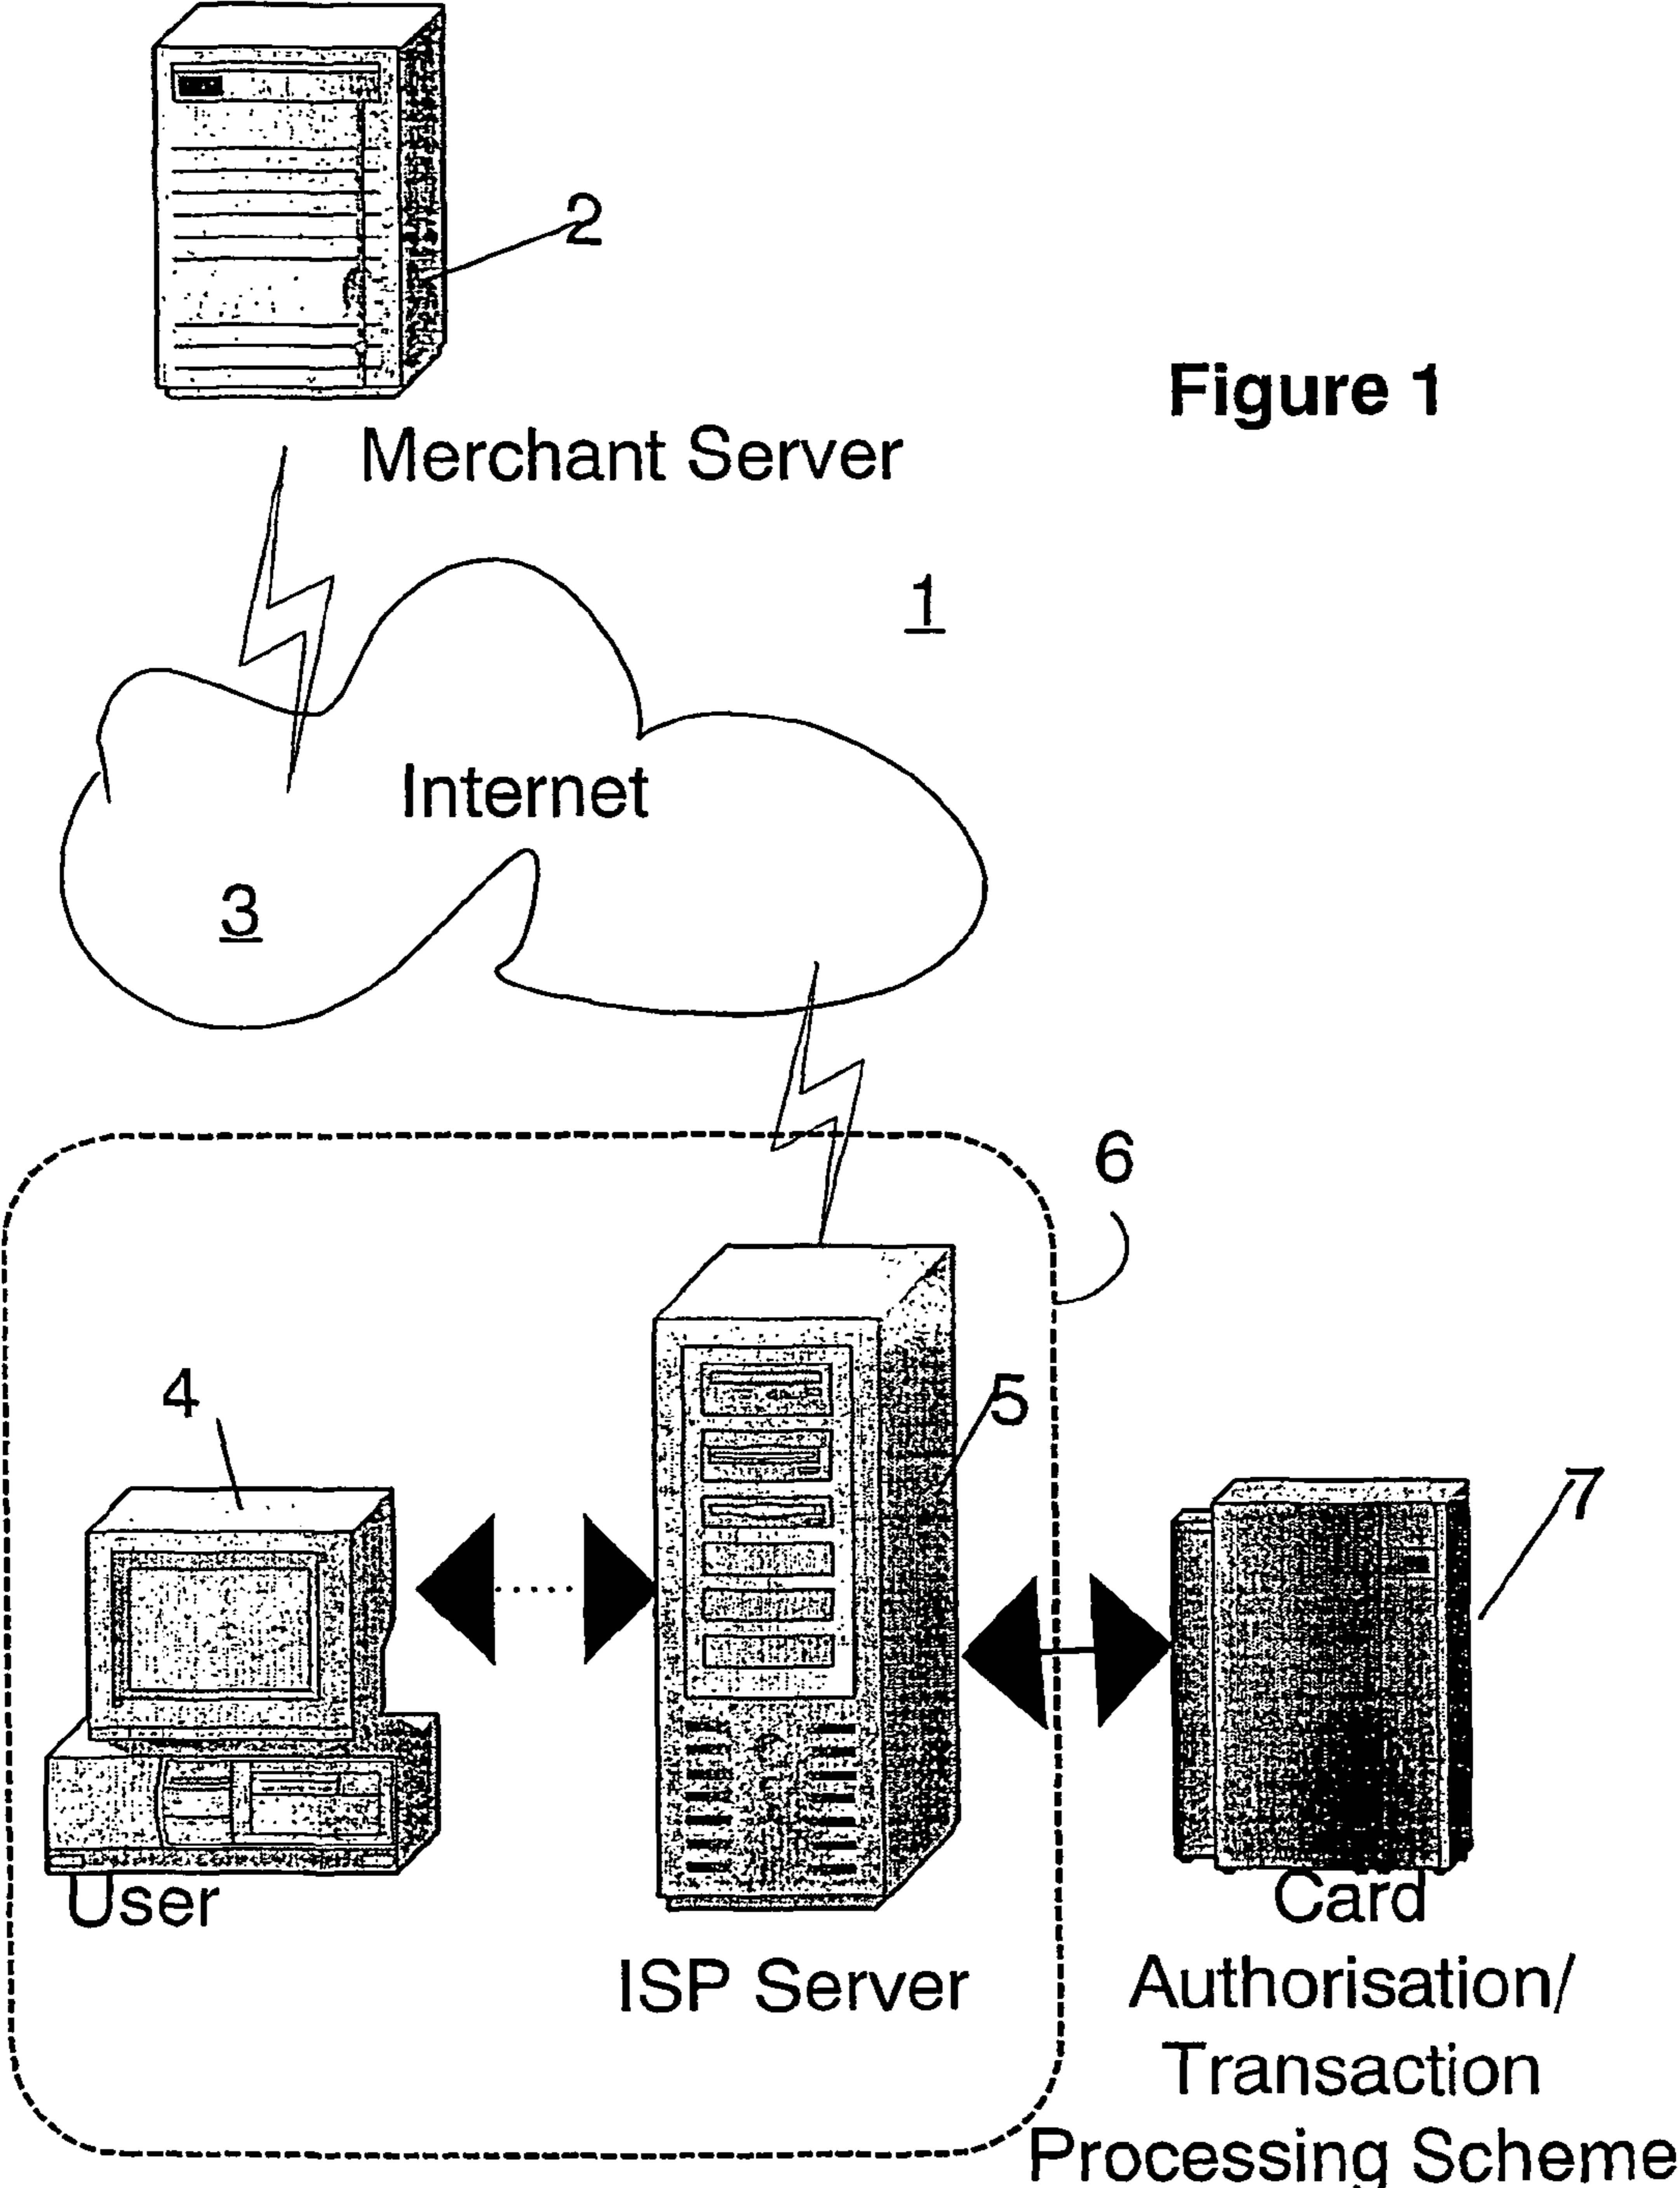 2
Figure 1
Merchant Server
1
Internet
3
6
4
5
7
User
Card
ISP Server
Authorisation/
Transaction
Processing Scheme